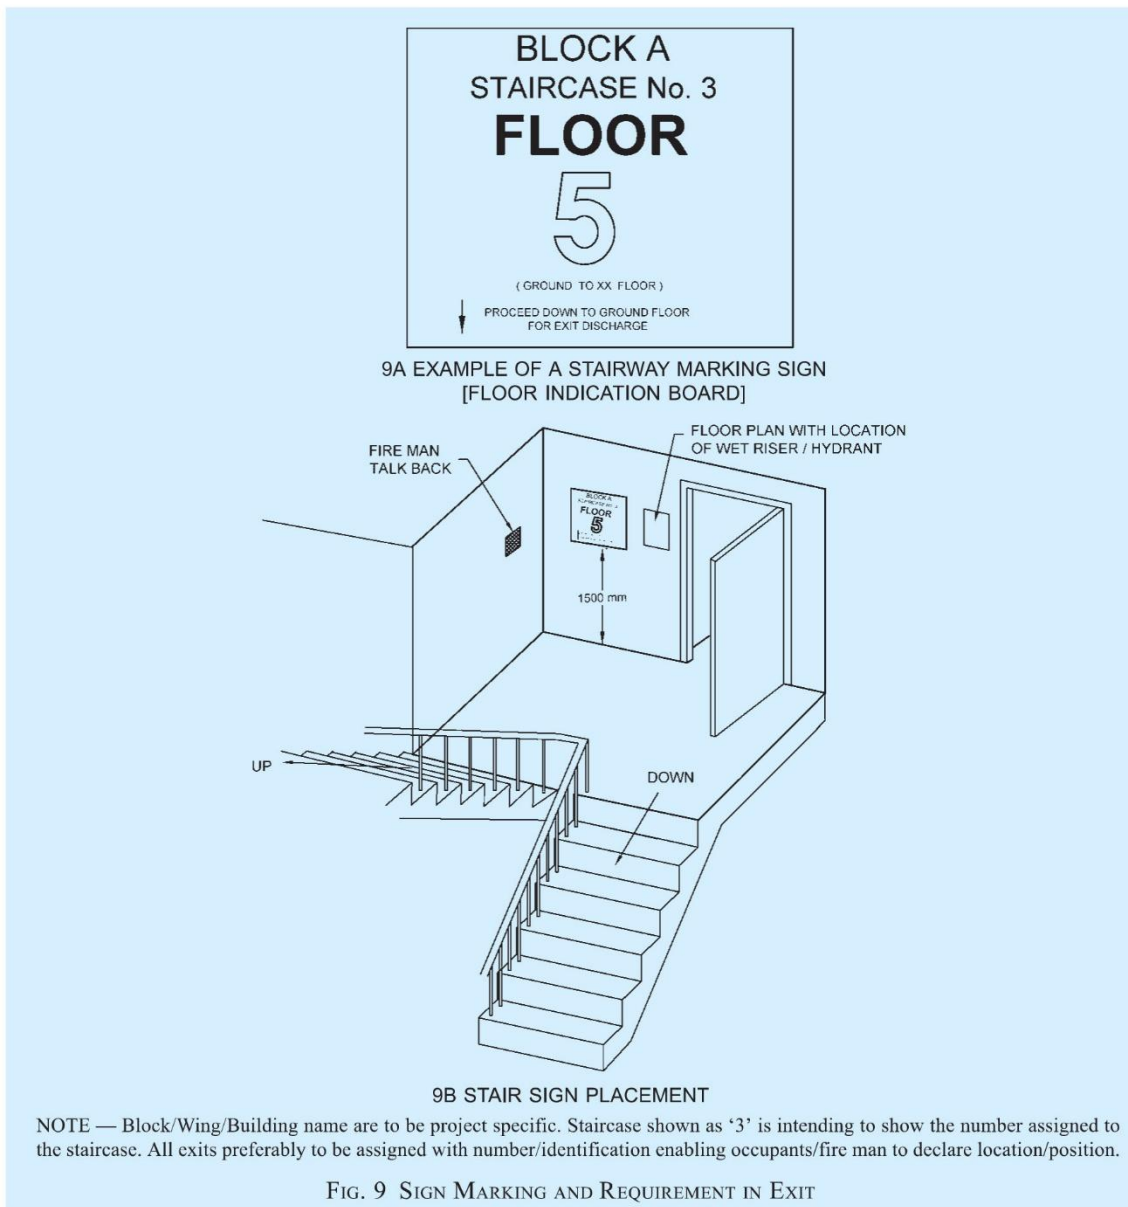 BLOCK A
STAIRCASE No. 3
FLOOR
5
( GROUND TO XX FLOOR )
PROCEED DOWN TO GROUND FLOOR
FOR EXIT DISCHARGE
9A EXAMPLE OF A STAIRWAY MARKING SIGN
[FLOOR INDICATION BOARD]
FIRE MAN
TALK BACK
FLOOR PLAN WITH LOCATION
OF WET RISER / HYDRANT
BLOCK A
FLOOR
5
1500 mm
UP
DOWN
9B STAIR SIGN PLACEMENT
NOTE — Block/Wing/Building name are to be project specific. Staircase shown as ‘3’ is intending to show the number assigned to
the staircase. All exits preferably to be assigned with number/identification enabling occupants/fire man to declare location/position.
FIG. 9 SIGN MARKING AND REQUIREMENT IN EXIT